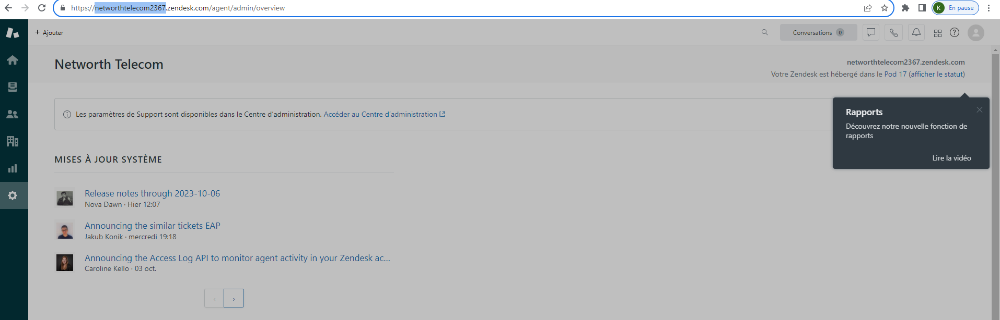 https://networthtelecom2367.zendesk.com/agent/admin/overview
K En pause
+ Ajouter
Conversations 0
Networth Telecom
networthtelecom2367.zendesk.com
Votre Zendesk est hébergé dans le Pod 17 (afficher le statut)
Les paramètres de Support sont disponibles dans le Centre d’administration. Accéder au Centre d’administration
Rapports
Découvrez notre nouvelle fonction de
rapports
Lire la vidéo
MISES À JOUR SYSTÈME
Release notes through 2023-10-06
Nova Dawn · Hier 12:07
Announcing the similar tickets EAP
Jakub Konik · mercredi 19:18
Announcing the Access Log API to monitor agent activity in your Zendesk ac...
Caroline Kello · 03 oct.